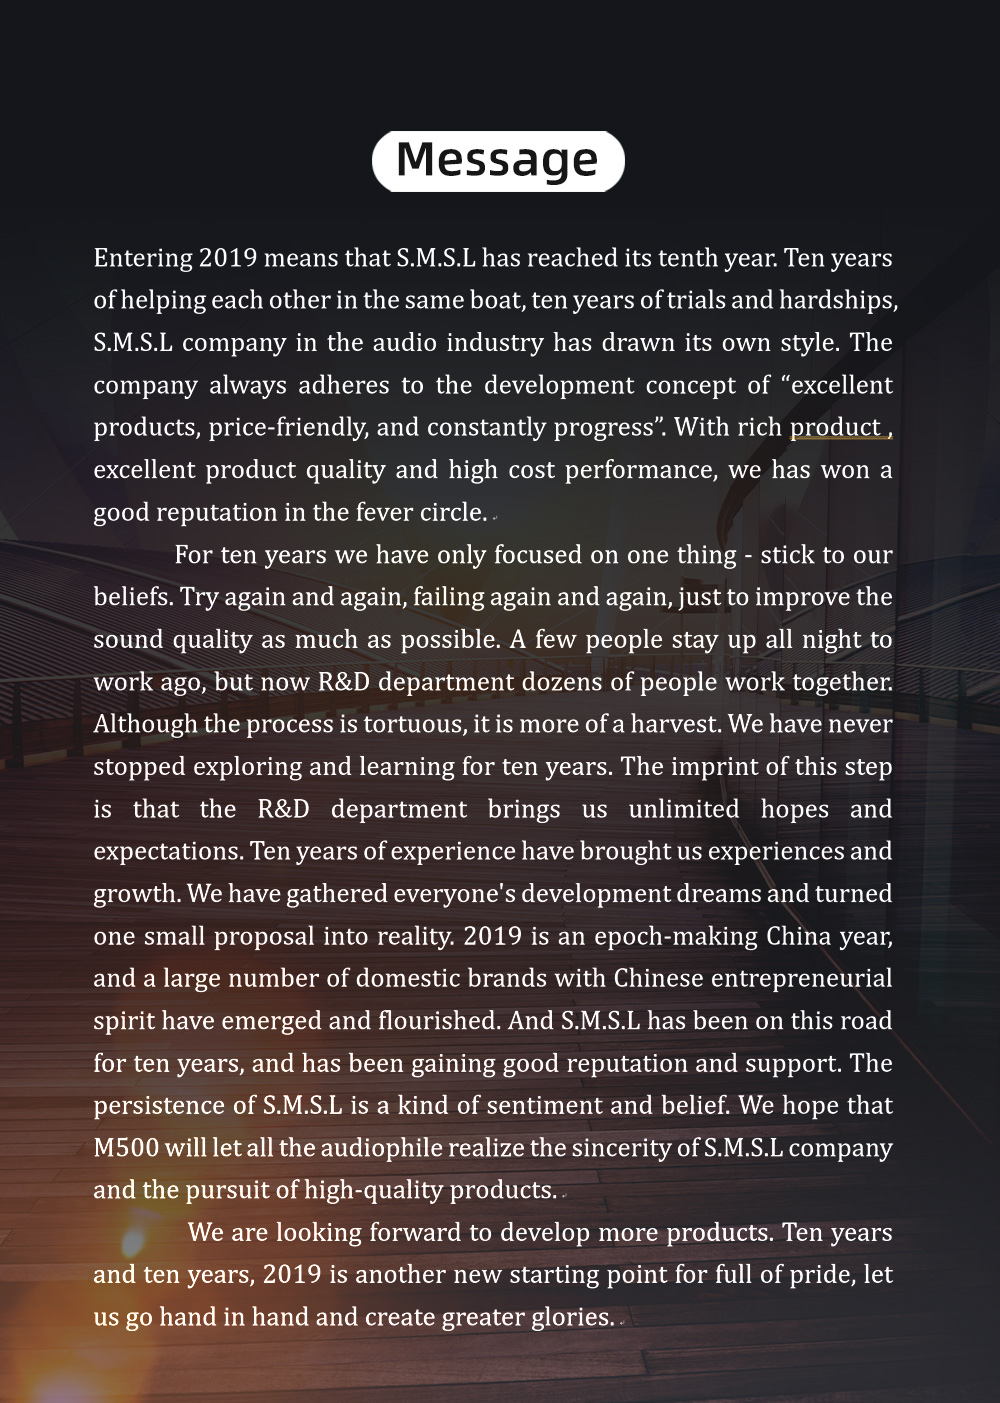 Message
Entering 2019 means that S.M.S.L has reached its tenth year. Ten years
of helping each other in the same boat, ten years of trials and hardships,
S.M.S.L company in the audio industry has drawn its own style. The
company always adheres to the development concept of “excellent
products, price-friendly, and constantly progress”. With rich product ,
excellent product quality and high cost performance, we has won a
good reputation in the fever circle.
For ten years we have only focused on one thing - stick to our
beliefs. Try again and again, failing again and again, just to improve the
sound quality as much as possible. A few people stay up all night to
work ago, but now R&D department dozens of people work together.
Although the process is tortuous, it is more of a harvest. We have never
stopped exploring and learning for ten years. The imprint of this step
is that the R&D department brings us unlimited hopes and
expectations. Ten years of experience have brought us experiences and
growth. We have gathered everyone's development dreams and turned
one small proposal into reality. 2019 is an epoch-making China year,
and a large number of domestic brands with Chinese entrepreneurial
spirit have emerged and flourished. And S.M.S.L has been on this road
for ten years, and has been gaining good reputation and support. The
persistence of S.M.S.L is a kind of sentiment and belief. We hope that
M500 will let all the audiophile realize the sincerity of S.M.S.L company
and the pursuit of high-quality products.
We are looking forward to develop more products. Ten years
and ten years, 2019 is another new starting point for full of pride, let
us go hand in hand and create greater glories.